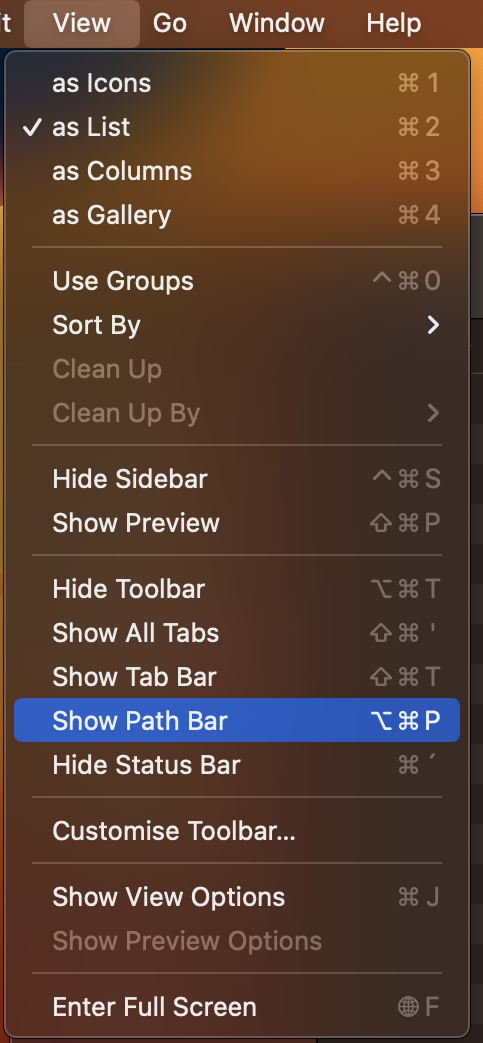 t View Go Window Help
as Icons ⌘ 1
✓ as List ⌘ 2
as Columns ⌘ 3
as Gallery ⌘ 4
Use Groups ^ ⌘ 0
Sort By >
Clean Up
Clean Up By >
Hide Sidebar ^ ⌘ S
Show Preview ⇧ ⌘ P
Hide Toolbar ⌥ ⌘ T
Show All Tabs ⇧ ⌘ '
Show Tab Bar ⇧ ⌘ T
Show Path Bar ⌥ ⌘ P
Hide Status Bar ⌘ ´
Customise Toolbar...
Show View Options ⌘ J
Show Preview Options
Enter Full Screen 🌐 F